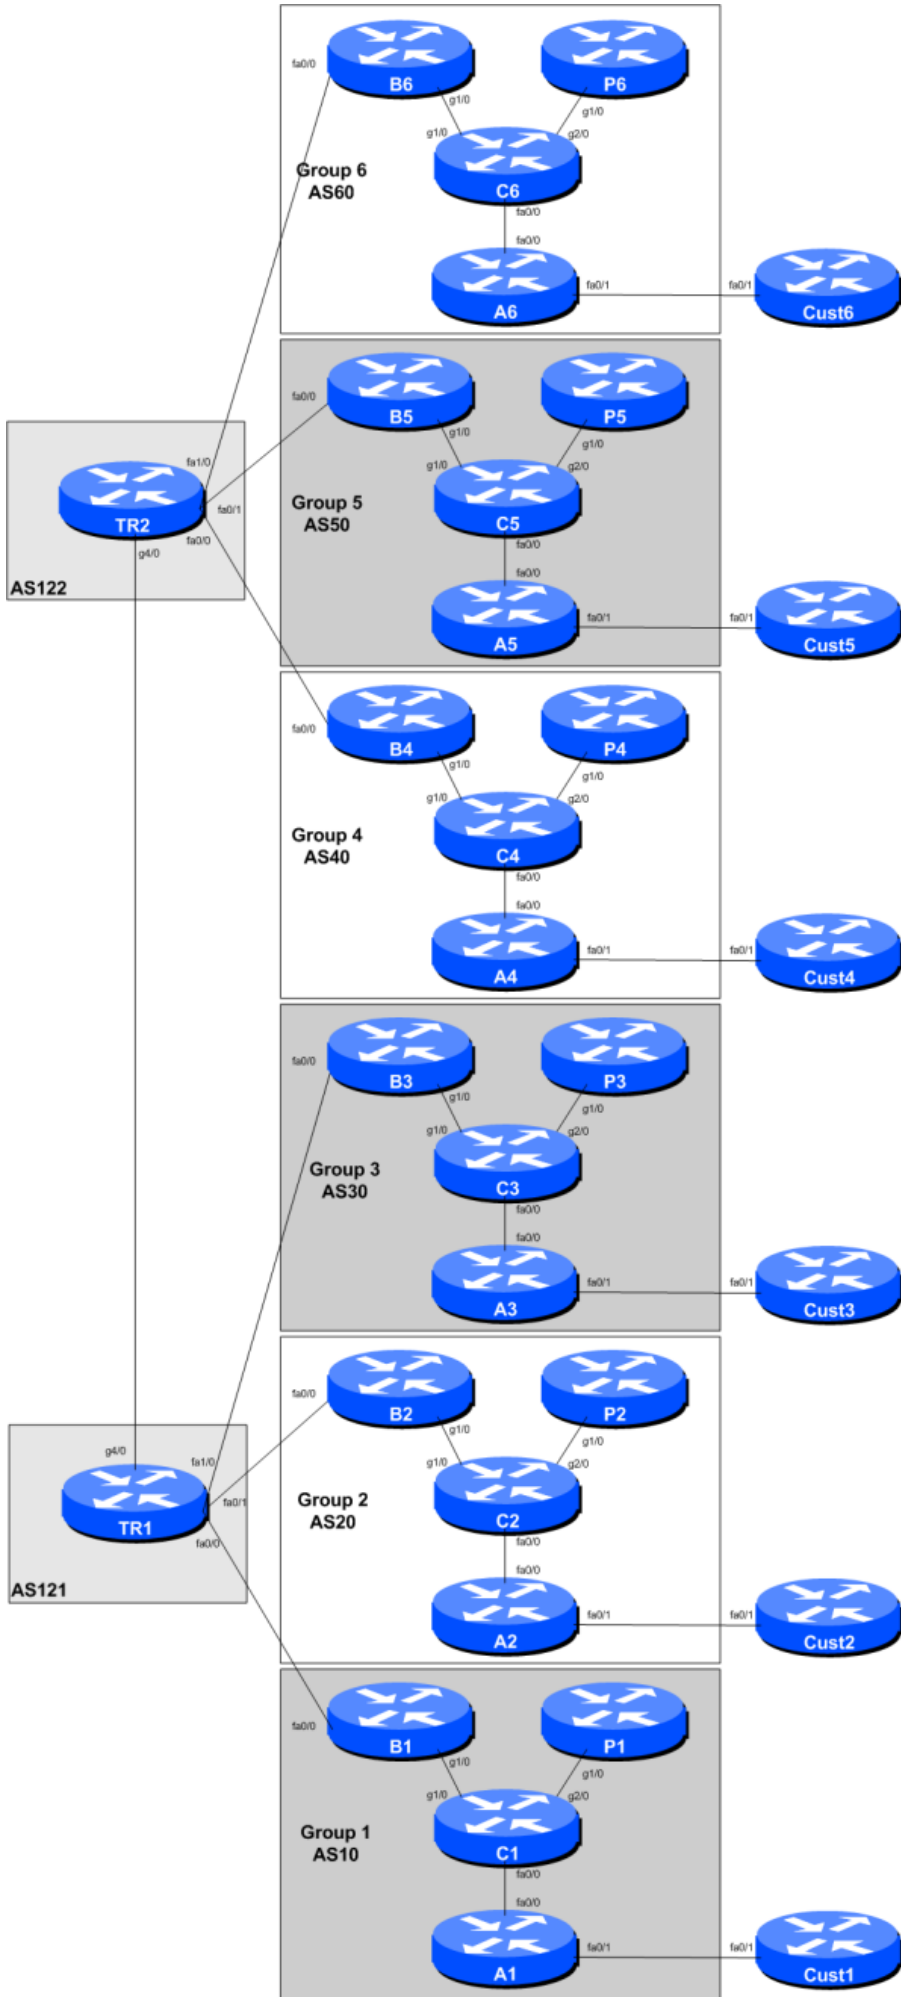 fa0/0
B6
P6
g1/0
g1/0
g1/0
g2/0
Group 6
AS60
C6
fa0/0
fa0/0
A6
fa0/1
fa0/1
Cust6
fa0/0
B5
P5
g1/0
g1/0
g1/0
g2/0
Group 5
AS50
C5
fa0/0
fa0/0
A5
fa0/1
fa0/1
Cust5
fa1/0
fa0/1
TR2
fa0/0
g4/0
AS122
fa0/0
B4
P4
g1/0
g1/0
g1/0
g2/0
Group 4
AS40
C4
fa0/0
fa0/0
A4
fa0/1
fa0/1
Cust4
fa0/0
B3
P3
g1/0
g1/0
g1/0
g2/0
Group 3
AS30
C3
fa0/0
fa0/0
A3
fa0/1
fa0/1
Cust3
fa0/0
B2
P2
g1/0
g1/0
g1/0
g2/0
Group 2
AS20
C2
fa0/0
fa0/0
A2
fa0/1
fa0/1
Cust2
g4/0
fa1/0
fa0/1
TR1
fa0/0
AS121
fa0/0
B1
P1
g1/0
g1/0
g1/0
g2/0
Group 1
AS10
C1
fa0/0
fa0/0
A1
fa0/1
fa0/1
Cust1